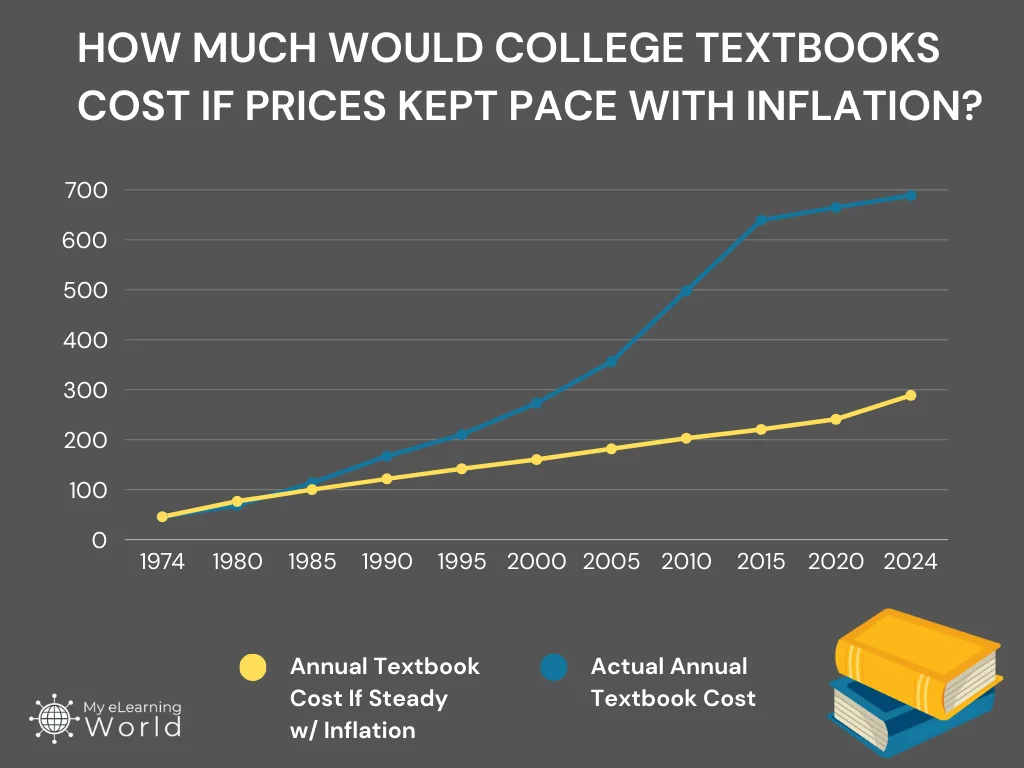 HOW MUCH WOULD COLLEGE TEXTBOOKS
COST IF PRICES KEPT PACE WITH INFLATION?
700
600
500
400
300
200
100
0
1974 1980 1985 1990 1995 2000 2005 2010 2015 2020 2024
Annual Textbook
Cost If Steady
w/ Inflation
Actual Annual
Textbook Cost
My eLearning
World